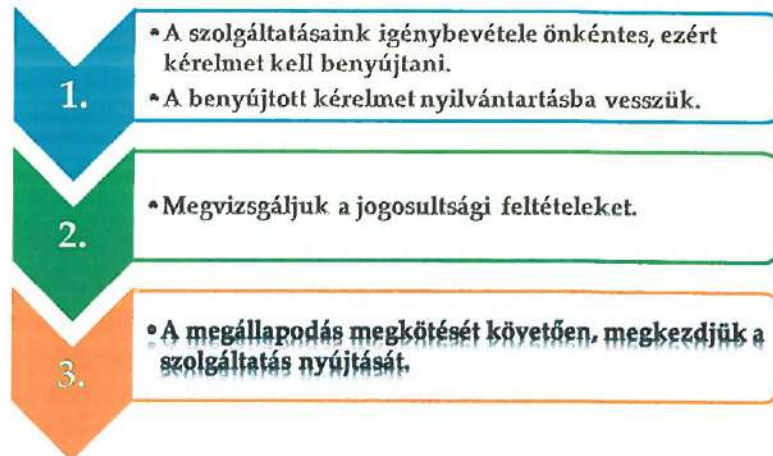 1.
• A szolgáltatásaink igénybevétele önkéntes, ezért
kérelmet kell benyújtani.
• A benyújtott kérelmet nyilvántartásba vesszük.
2.
• Megvizsgáljuk a jogosultsági feltételeket.
3.
• A megállapodás megkötését követően, megkezdjük a
szolgáltatás nyújtását.